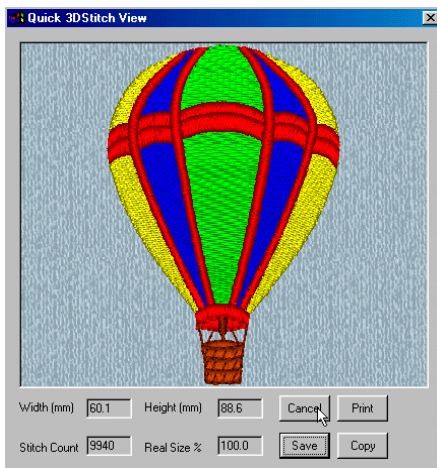 Quick 3DStitch View
Width (mm) 60.1 Height (mm) 88.6 Cancel Print
Stitch Count 9940 Real Size % 100.0 Save Copy